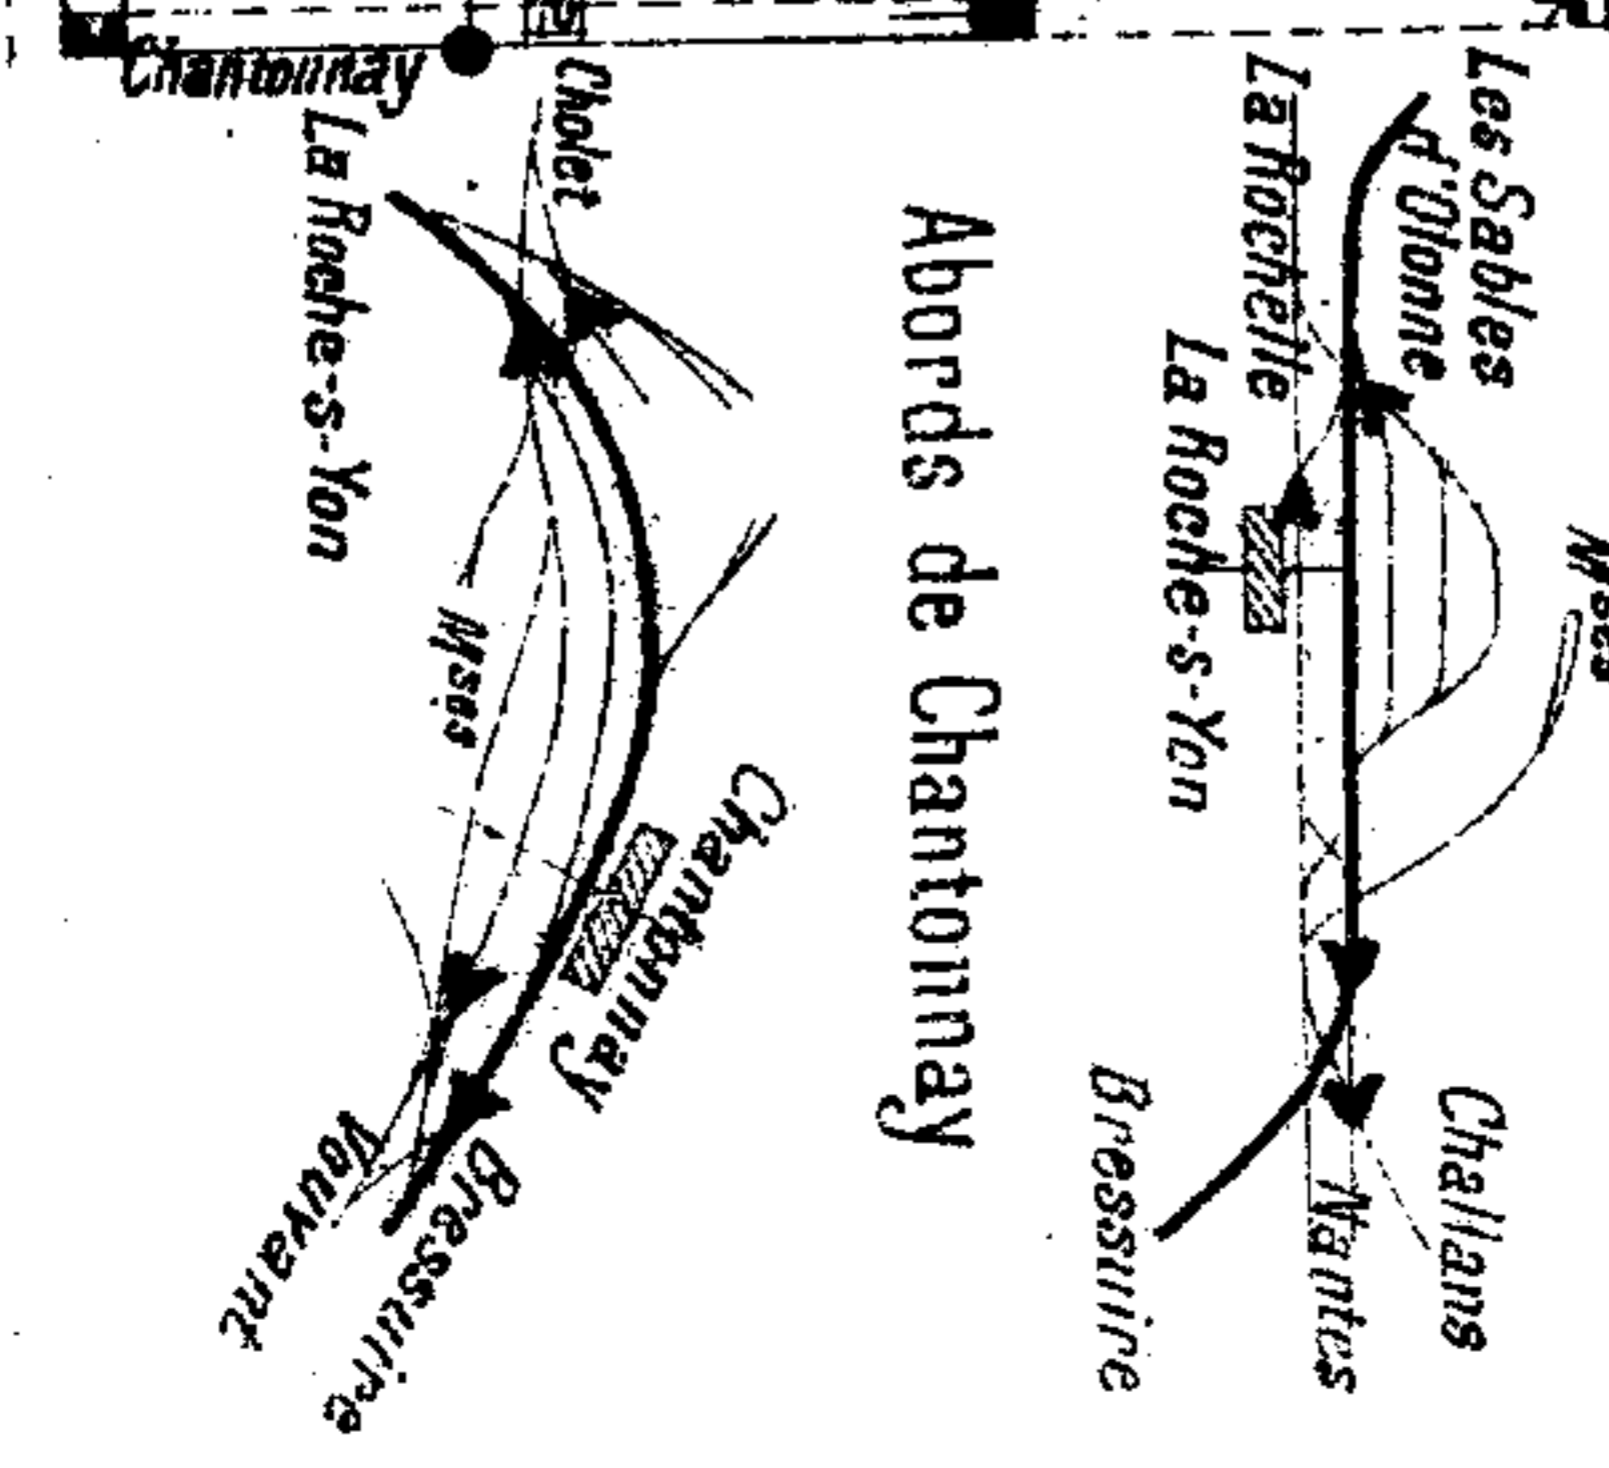 Chantonnay
Les Sables
d'Olonne
La Rochelle
La Roche-s-Yon
Mses
Challans
Nantes
Bressuire
Abords de Chantonnay
Cholet
La Roche-s-Yon
Mses
Chantonnay
Vouvant
Bressuire